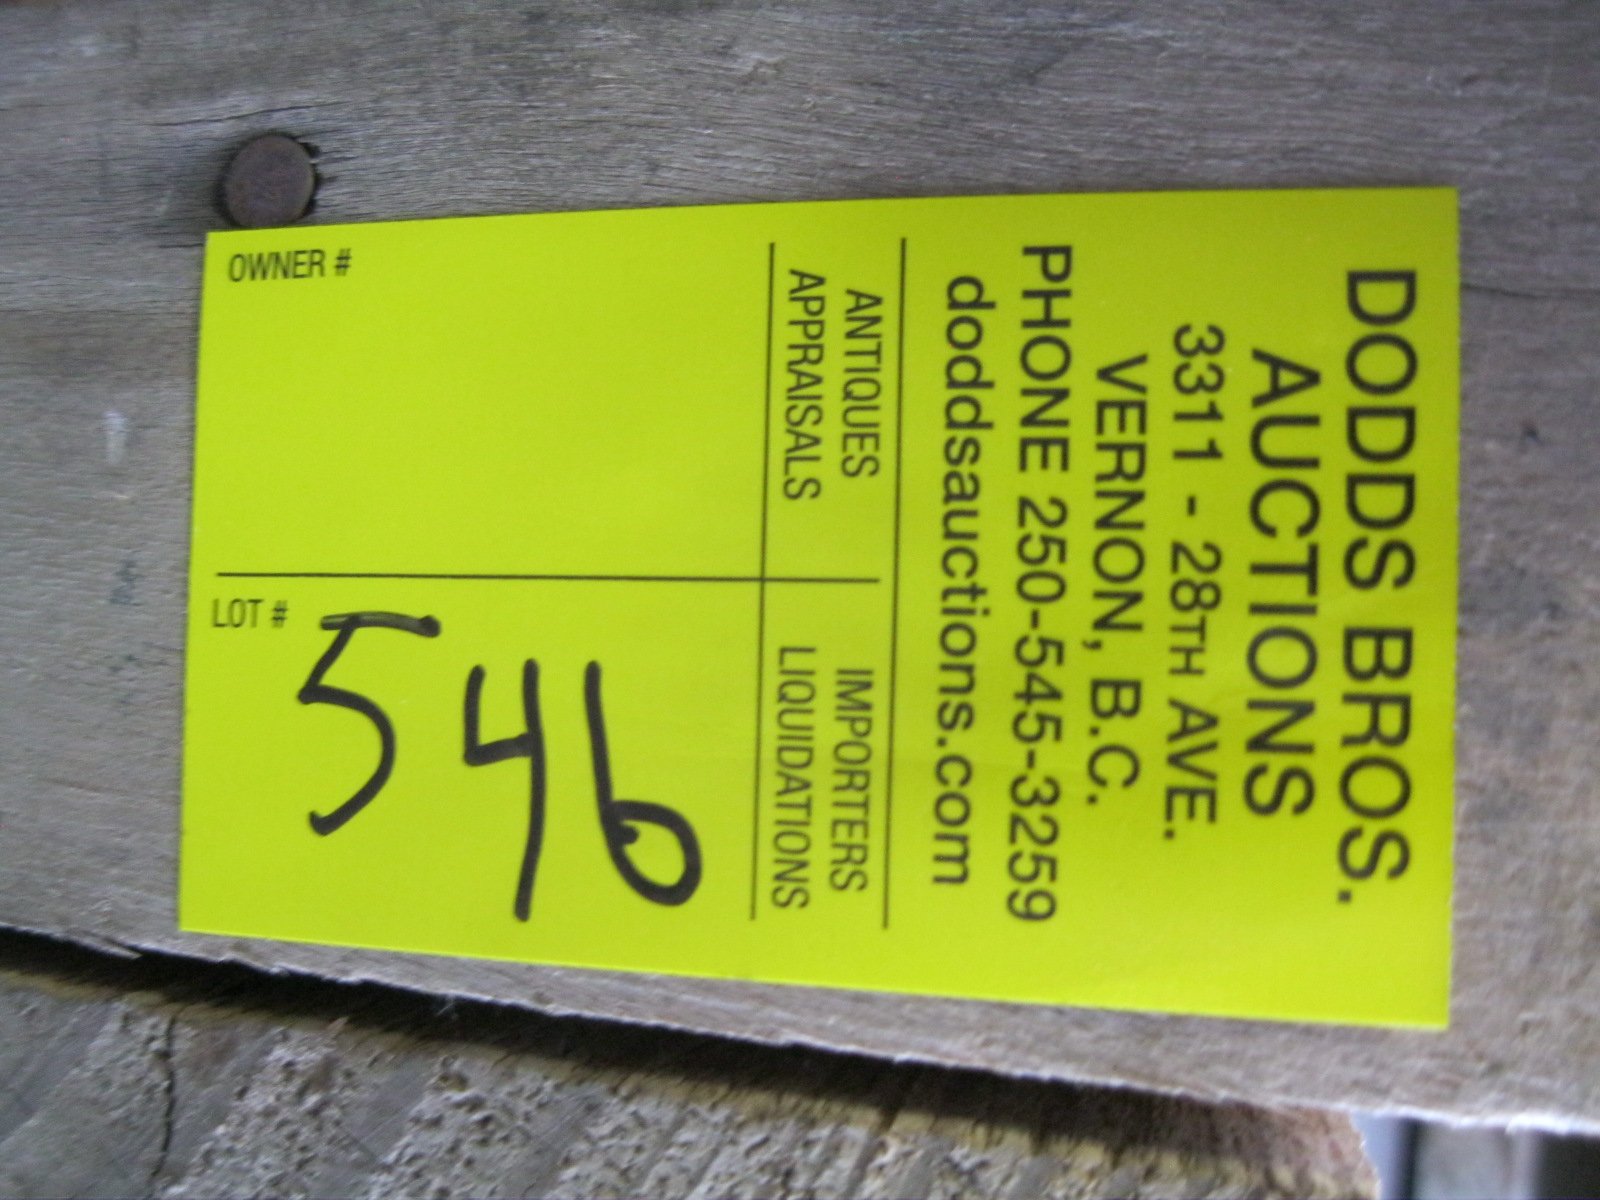 DODDS BROS.
AUCTIONS
3311 - 28TH AVE.
VERNON, B.C.
PHONE 250-545-3259
doddsauctions.com
ANTIQUES
APPRAISALS
IMPORTERS
LIQUIDATIONS
OWNER #
LOT #
546